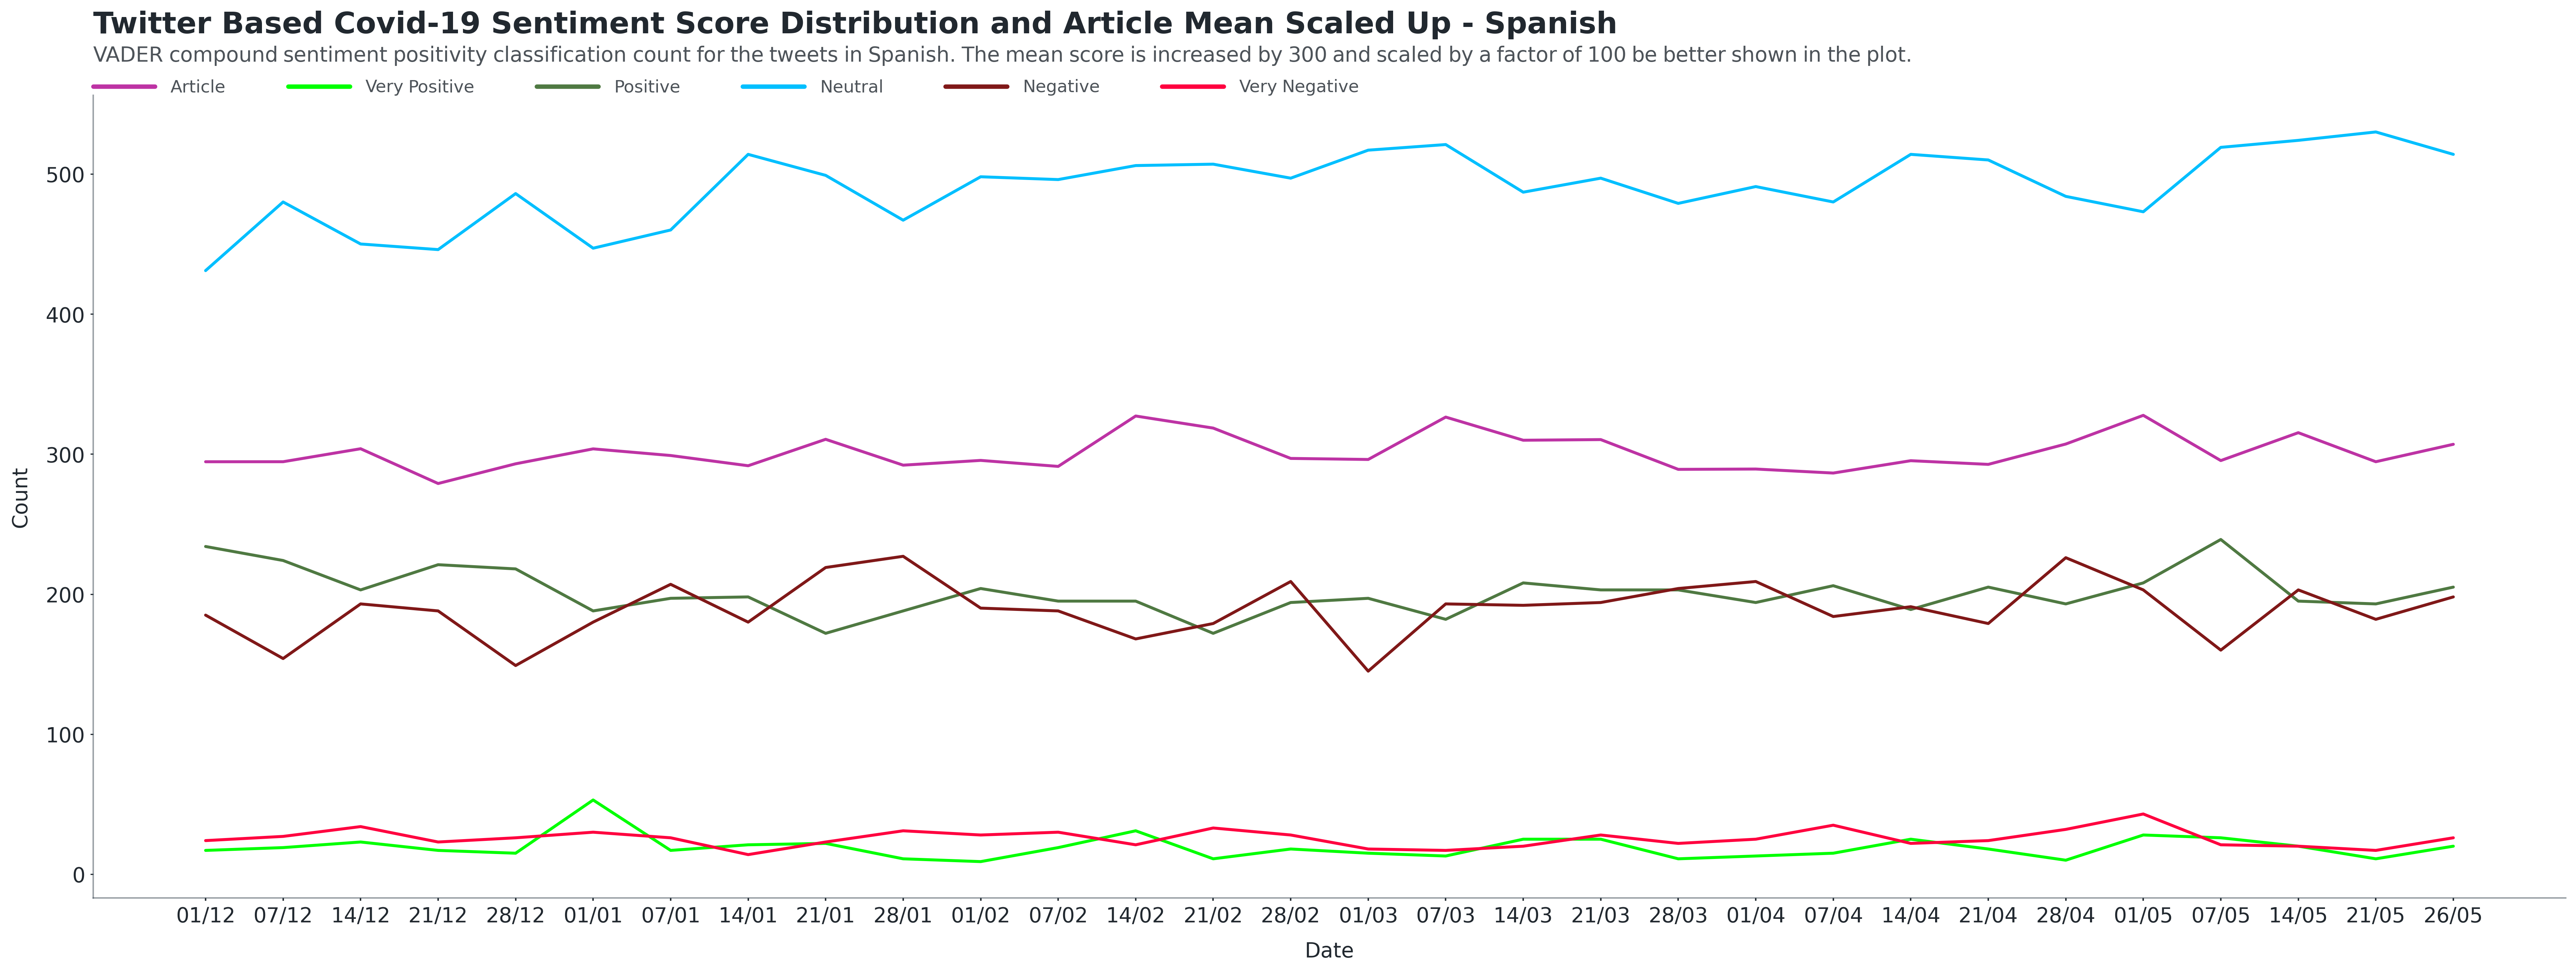 Twitter Based Covid-19 Sentiment Score Distribution and Article Mean Scaled Up - Spanish
VADER compound sentiment positivity classification count for the tweets in Spanish. The mean score is increased by 300 and scaled by a factor of 100 be better shown in the plot.
Article Very Positive Positive Neutral Negative Very Negative
500
400
300
200
100
0
Count
01/12 07/12 14/12 21/12 28/12 01/01 07/01 14/01 21/01 28/01 01/02 07/02 14/02 21/02 28/02 01/03 07/03 14/03 21/03 28/03 01/04 07/04 14/04 21/04 28/04 01/05 07/05 14/05 21/05 26/05
Date